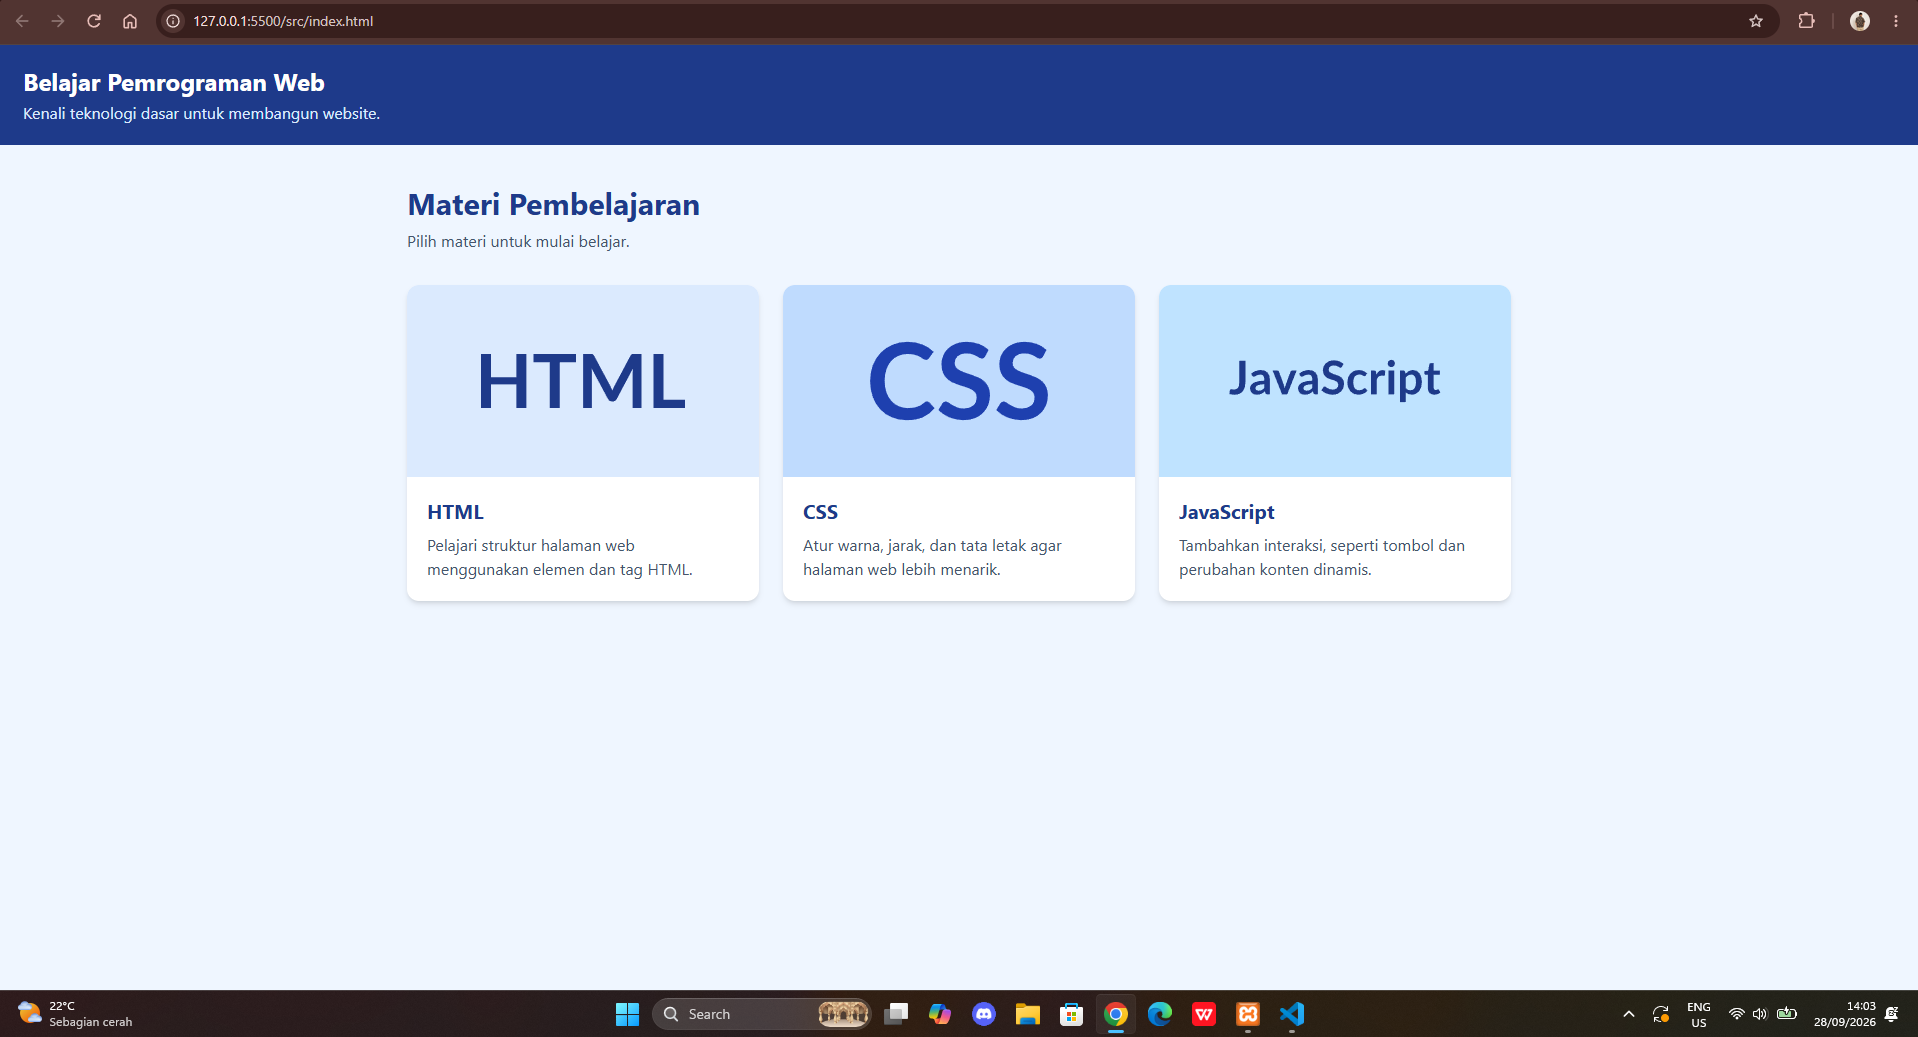 127.0.0.1:5500/src/index.html
Belajar Pemrograman Web
Kenali teknologi dasar untuk membangun website.
Materi Pembelajaran
Pilih materi untuk mulai belajar.
HTML
CSS
JavaScript
HTML
Pelajari struktur halaman web
menggunakan elemen dan tag HTML.
CSS
Atur warna, jarak, dan tata letak agar
halaman web lebih menarik.
JavaScript
Tambahkan interaksi, seperti tombol dan
perubahan konten dinamis.
22°C
Sebagian cerah
Search
ENG
US
14:03
28/09/2026